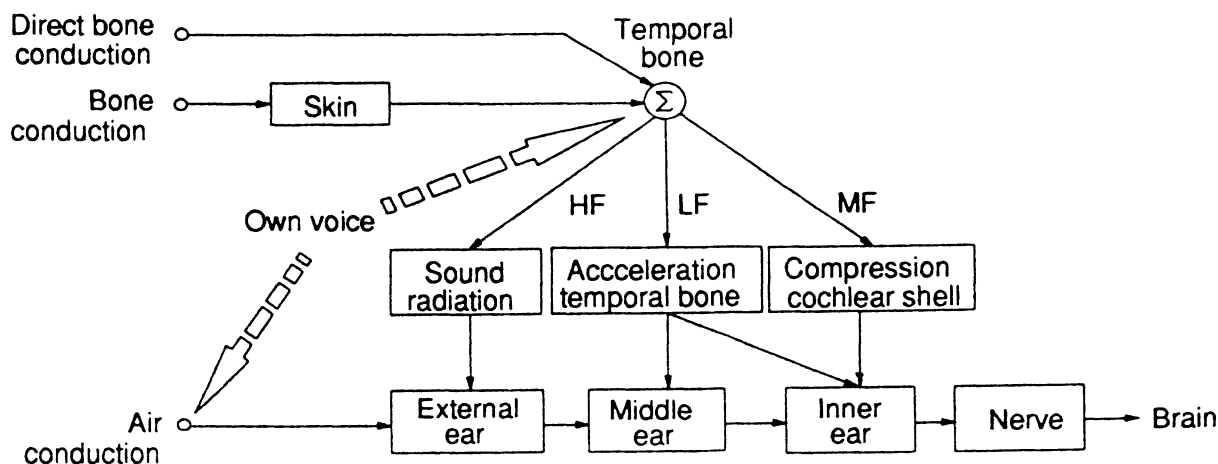 Direct bone
conduction
Temporal
bone
Σ
Bone
conduction
Skin
Own voice
HF
LF
MF
Sound
radiation
Accceleration
temporal bone
Compression
cochlear shell
Air
conduction
External
ear
Middle
ear
Inner
ear
Nerve
Brain